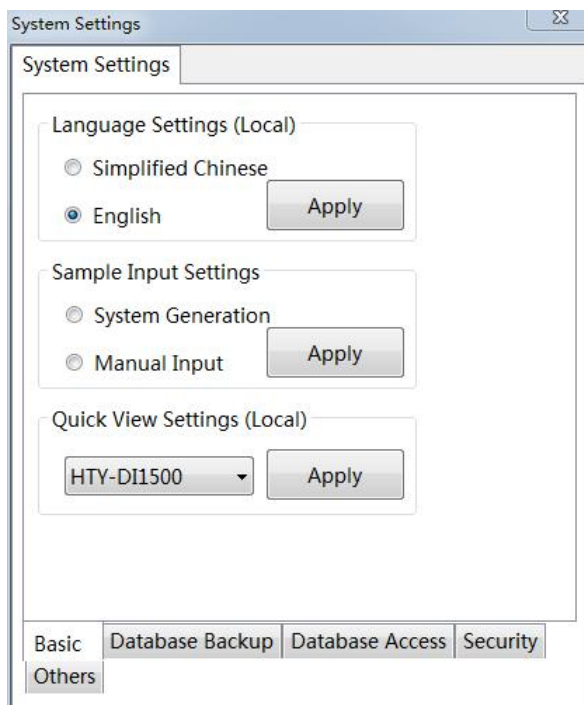 System Settings
System Settings
Language Settings (Local)
Simplified Chinese
English
Apply
Sample Input Settings
System Generation
Manual Input
Apply
Quick View Settings (Local)
HTY-DI1500
Apply
Basic
Database Backup
Database Access
Security
Others